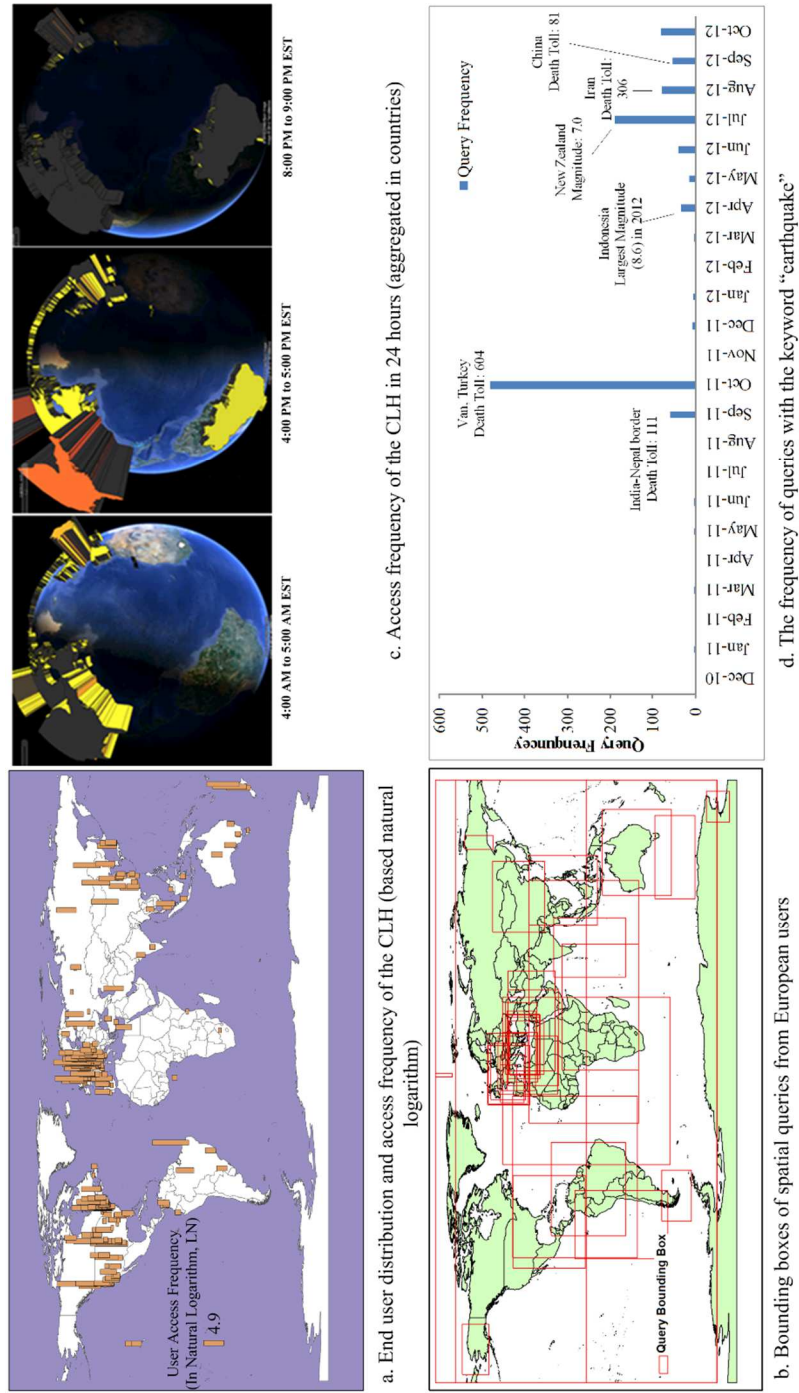 User Access Frequency
(In Natural Logarithm, LN)
4.9
a. End user distribution and access frequency of the CLH (based natural
logarithm)
4:00 AM to 5:00 AM EST
4:00 PM to 5:00 PM EST
8:00 PM to 9:00 PM EST
c. Access frequency of the CLH in 24 hours (aggregated in countries)
Query Bounding Box
b. Bounding boxes of spatial queries from European users
Query Frenquncey
600
500
400
300
200
100
0
Query Frequency
Van, Turkey
Death Toll: 604
India-Nepal border
Death Toll: 111
Indonesia
Largest Magnitude
(8.6) in 2012
New Zealand
Magnitude: 7.0
Iran
Death Toll:
306
China
Death Toll: 81
Dec-10
Jan-11
Feb-11
Mar-11
Apr-11
May-11
Jun-11
Jul-11
Aug-11
Sep-11
Oct-11
Nov-11
Dec-11
Jan-12
Feb-12
Mar-12
Apr-12
May-12
Jun-12
Jul-12
Aug-12
Sep-12
Oct-12
d. The frequency of queries with the keyword “earthquake”